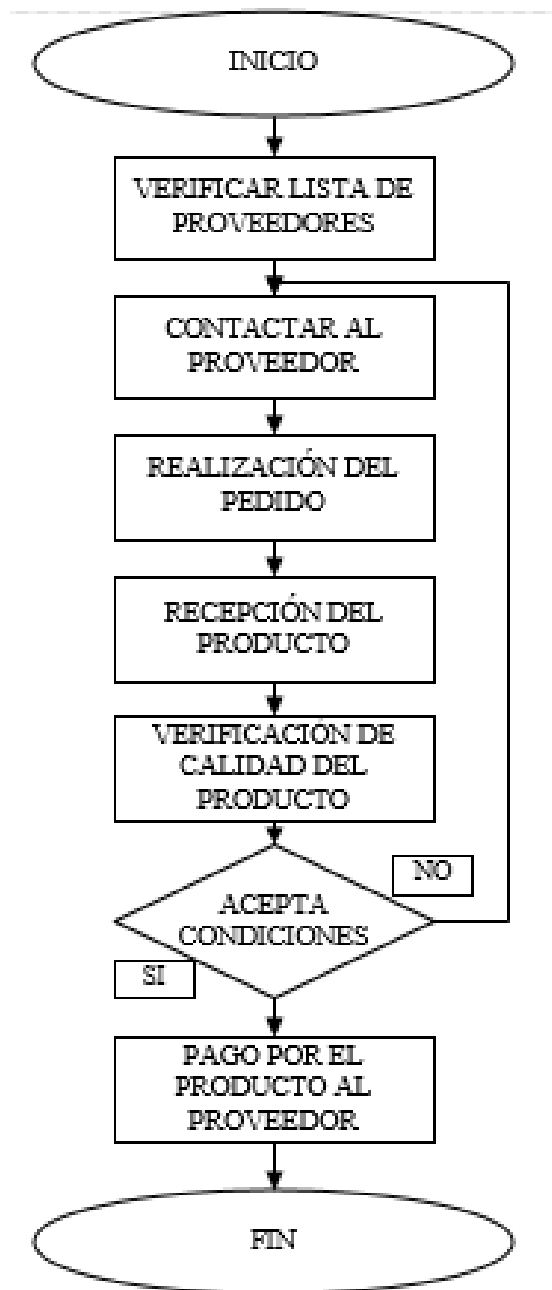 INICIO
VERIFICAR LISTA DE
PROVEEDORES
CONTACTAR AL
PROVEEDOR
REALIZACIÓN DEL
PEDIDO
RECEPCIÓN DEL
PRODUCTO
VERIFICACIÓN DE
CALIDAD DEL
PRODUCTO
NO
ACEPTA
CONDICIONES
SI
PAGO POR EL
PRODUCTO AL
PROVEEDOR
FIN